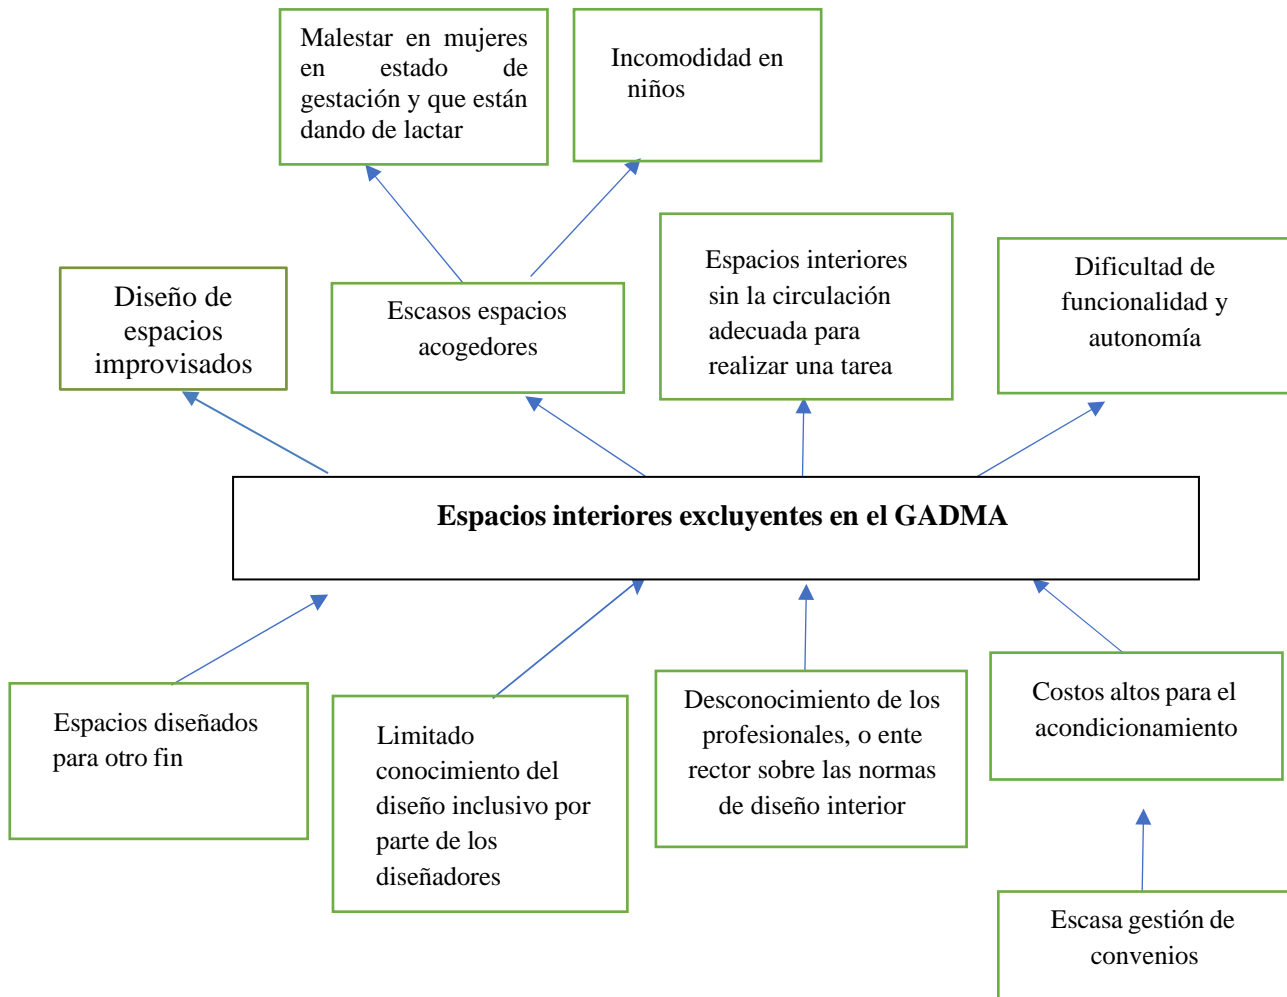 Malestar en mujeres
en estado de
gestación y que están
dando de lactar
Incomodidad en
niños
Diseño de
espacios
improvisados
Escasos espacios
acogedores
Espacios interiores
sin la circulación
adecuada para
realizar una tarea
Dificultad de
funcionalidad y
autonomía
Espacios interiores excluyentes en el GADMA
Espacios diseñados
para otro fin
Limitado
conocimiento del
diseño inclusivo por
parte de los
diseñadores
Desconocimiento de los
profesionales, o ente
rector sobre las normas
de diseño interior
Costos altos para el
acondicionamiento
Escasa gestión de
convenios